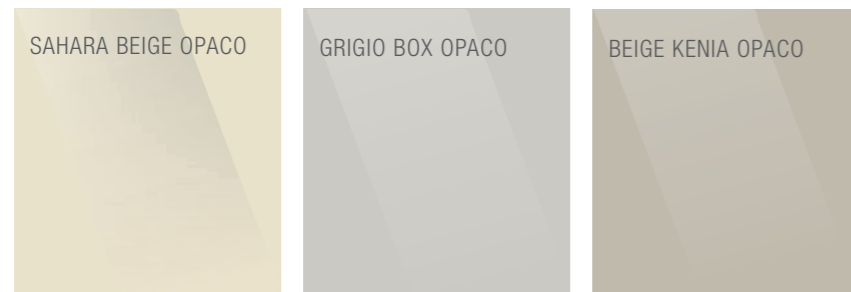 SAHARA BEIGE OPACO
GRIGIO BOX OPACO
BEIGE KENIA OPACO